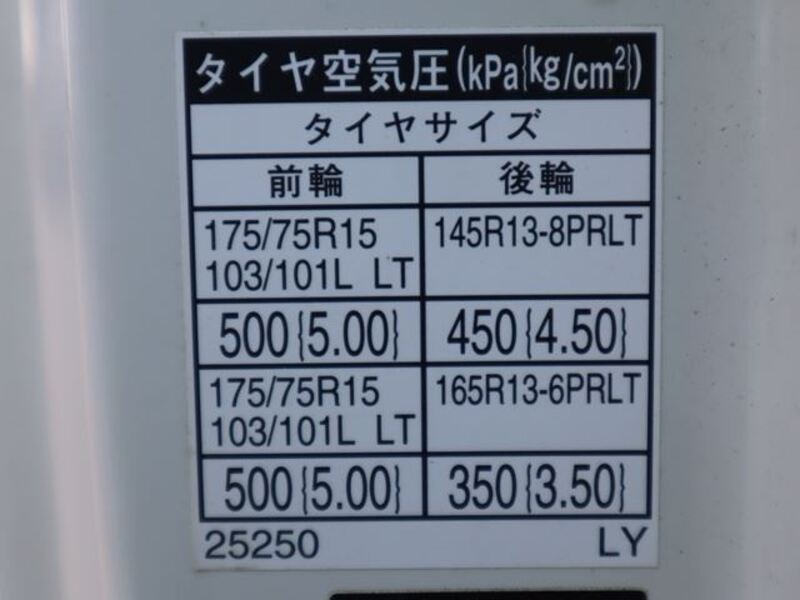 タイヤ空気圧(kPa{kg/cm²})
タイヤサイズ
前輪 後輪
175/75R15 145R13-8PRLT
103/101L LT
500{5.00} 450{4.50}
175/75R15 165R13-6PRLT
103/101L LT
500{5.00} 350{3.50}
25250 LY